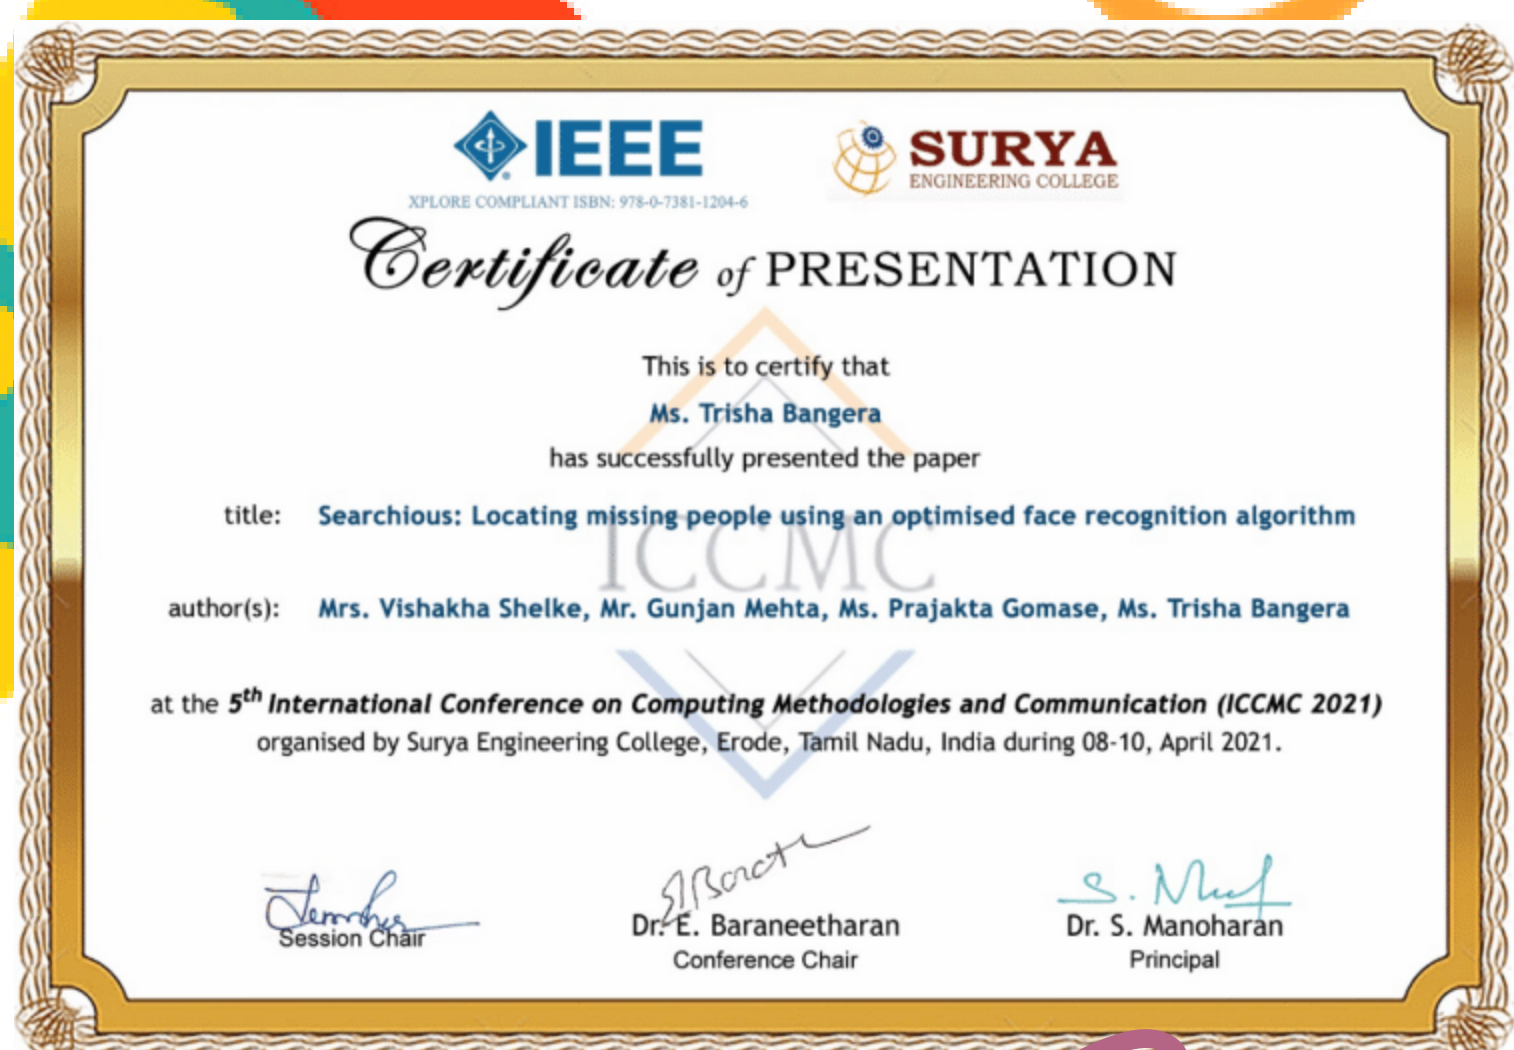 IEEE
XPLORE COMPLIANT ISBN: 978-0-7381-1204-6
SURYA
ENGINEERING COLLEGE
Certificate of PRESENTATION
This is to certify that
Ms. Trisha Bangera
has successfully presented the paper
title: Searchious: Locating missing people using an optimised face recognition algorithm
ICCMC
author(s): Mrs. Vishakha Shelke, Mr. Gunjan Mehta, Ms. Prajakta Gomase, Ms. Trisha Bangera
at the 5th International Conference on Computing Methodologies and Communication (ICCMC 2021)
organised by Surya Engineering College, Erode, Tamil Nadu, India during 08-10, April 2021.
Session Chair
Dr. E. Baraneetharan
Conference Chair
Dr. S. Manoharan
Principal